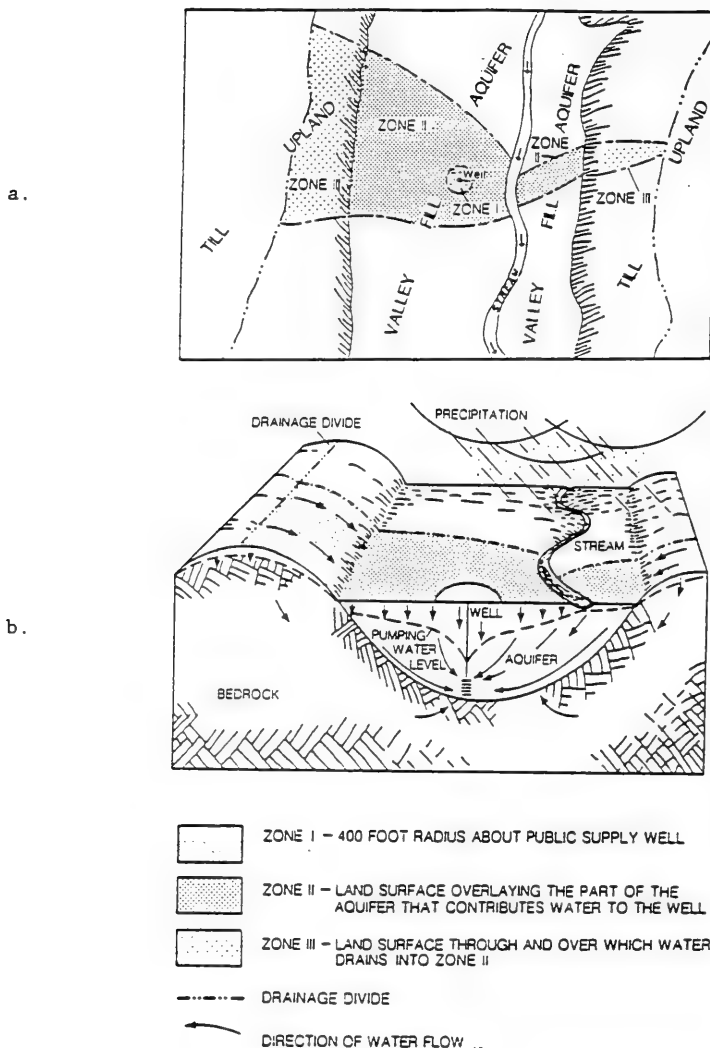 a.
UPLAND
AQUIFER
AQUIFER
UPLAND
ZONE II
ZONE
II
Well
ZONE III
ZONE I
FILL
FILL
ZONE III
TILL
TILL
STREAM
VALLEY
VALLEY
b.
PRECIPITATION
DRAINAGE DIVIDE
STREAM
WELL
PUMPING
WATER
LEVEL
AQUIFER
BEDROCK
ZONE I – 400 FOOT RADIUS ABOUT PUBLIC SUPPLY WELL
ZONE II – LAND SURFACE OVERLAYING THE PART OF THE
AQUIFER THAT CONTRIBUTES WATER TO THE WELL
ZONE III – LAND SURFACE THROUGH AND OVER WHICH WATER
DRAINS INTO ZONE II
DRAINAGE DIVIDE
DIRECTION OF WATER FLOW